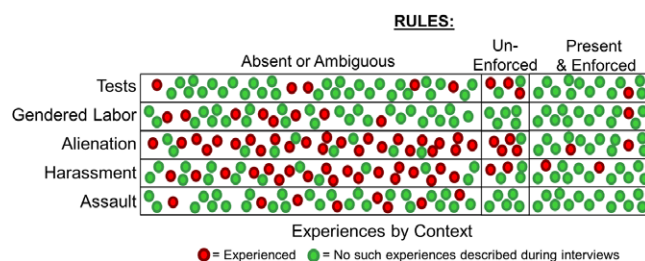 RULES:
Absent or Ambiguous
Un-
Enforced
Present
& Enforced
Tests
Gendered Labor
Alienation
Harassment
Assault
Experiences by Context
= Experienced
= No such experiences described during interviews